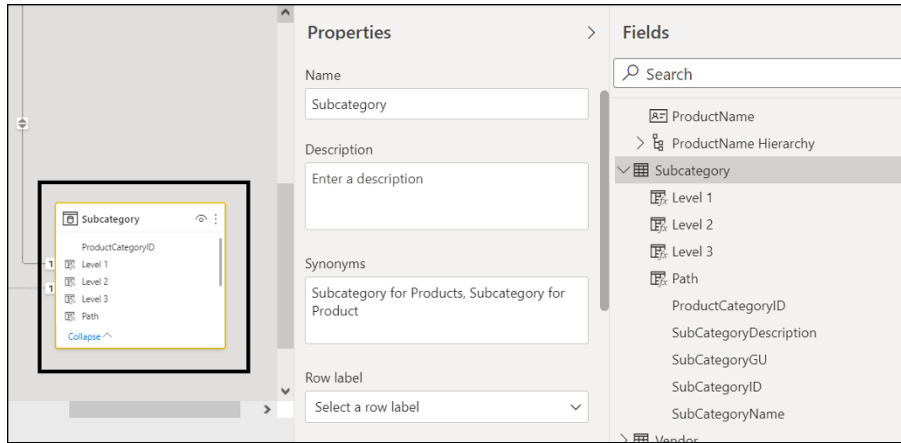 Subcategory
ProductCategoryID
1 Level 1
Level 2
1
Level 3
Path
Collapse
Properties
Name
Subcategory
Description
Enter a description
Synonyms
Subcategory for Products, Subcategory for
Product
Row label
Select a row label
Fields
Search
ProductName
ProductName Hierarchy
Subcategory
Level 1
Level 2
Level 3
Path
ProductCategoryID
SubCategoryDescription
SubCategoryGU
SubCategoryID
SubCategoryName
Vendor